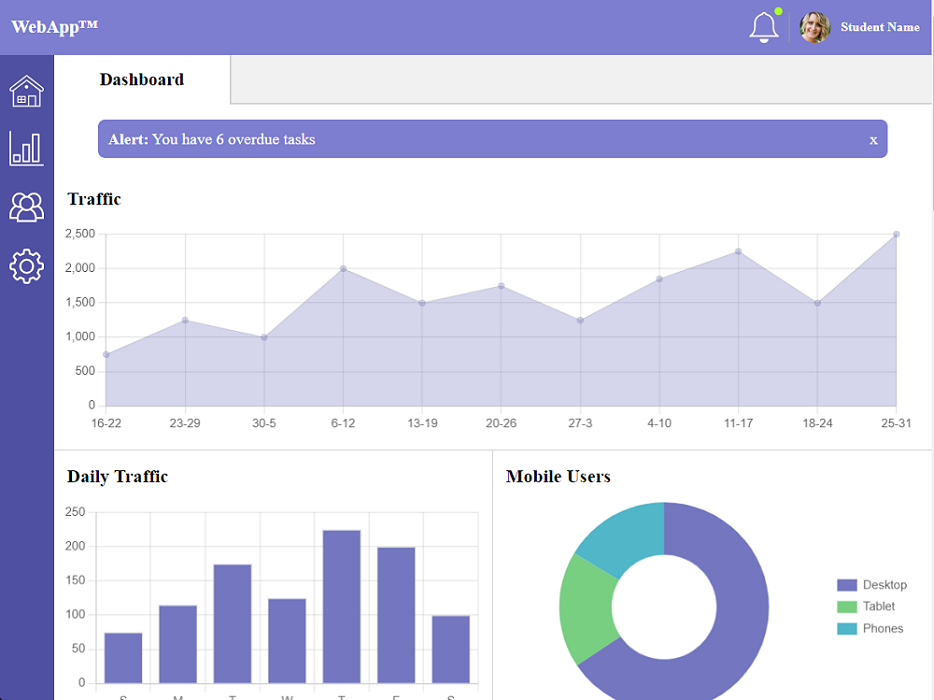 WebApp™
Student Name
Dashboard
Alert: You have 6 overdue tasks x
Traffic
2,500
2,000
1,500
1,000
500
0
16-22 23-29 30-5 6-12 13-19 20-26 27-3 4-10 11-17 18-24 25-31
Daily Traffic
250
200
150
100
50
0
Mobile Users
Desktop
Tablet
Phones